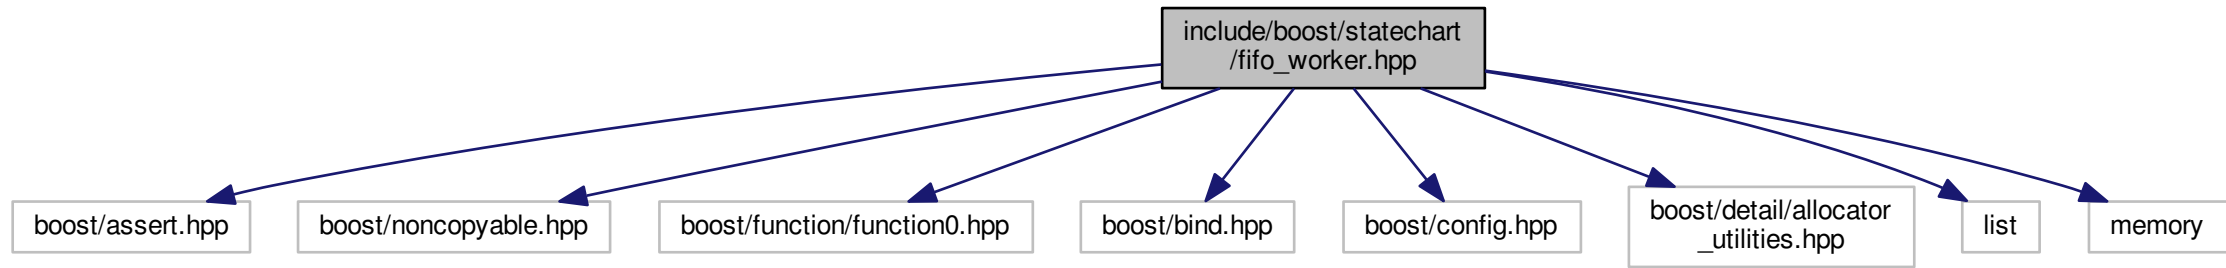 include/boost/statechart
/fifo_worker.hpp
boost/assert.hpp
boost/noncopyable.hpp
boost/function/function0.hpp
boost/bind.hpp
boost/config.hpp
boost/detail/allocator
_utilities.hpp
list
memory